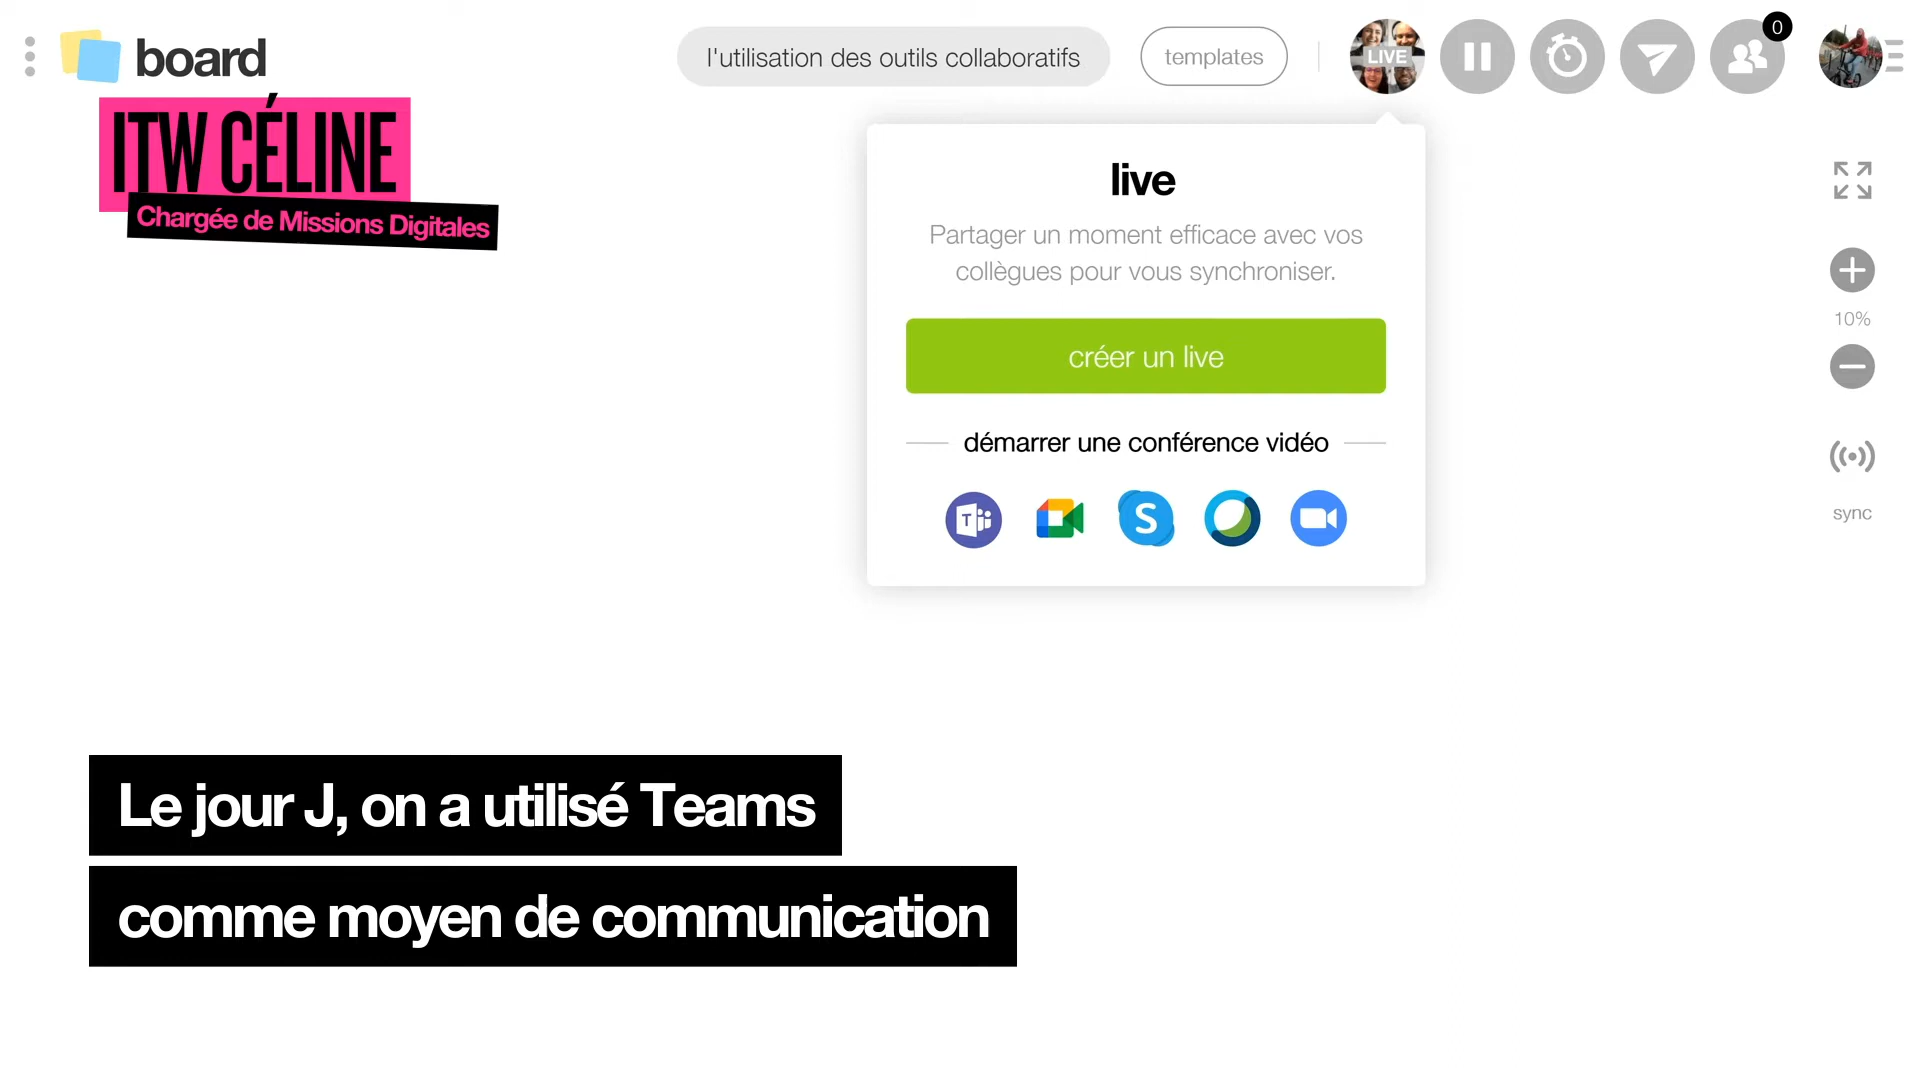 board
l'utilisation des outils collaboratifs
templates
LIVE
0
ITW CÉLINE
Chargée de Missions Digitales
live
Partager un moment efficace avec vos
collègues pour vous synchroniser.
créer un live
démarrer une conférence vidéo
T
S
10%
sync
Le jour J, on a utilisé Teams
comme moyen de communication